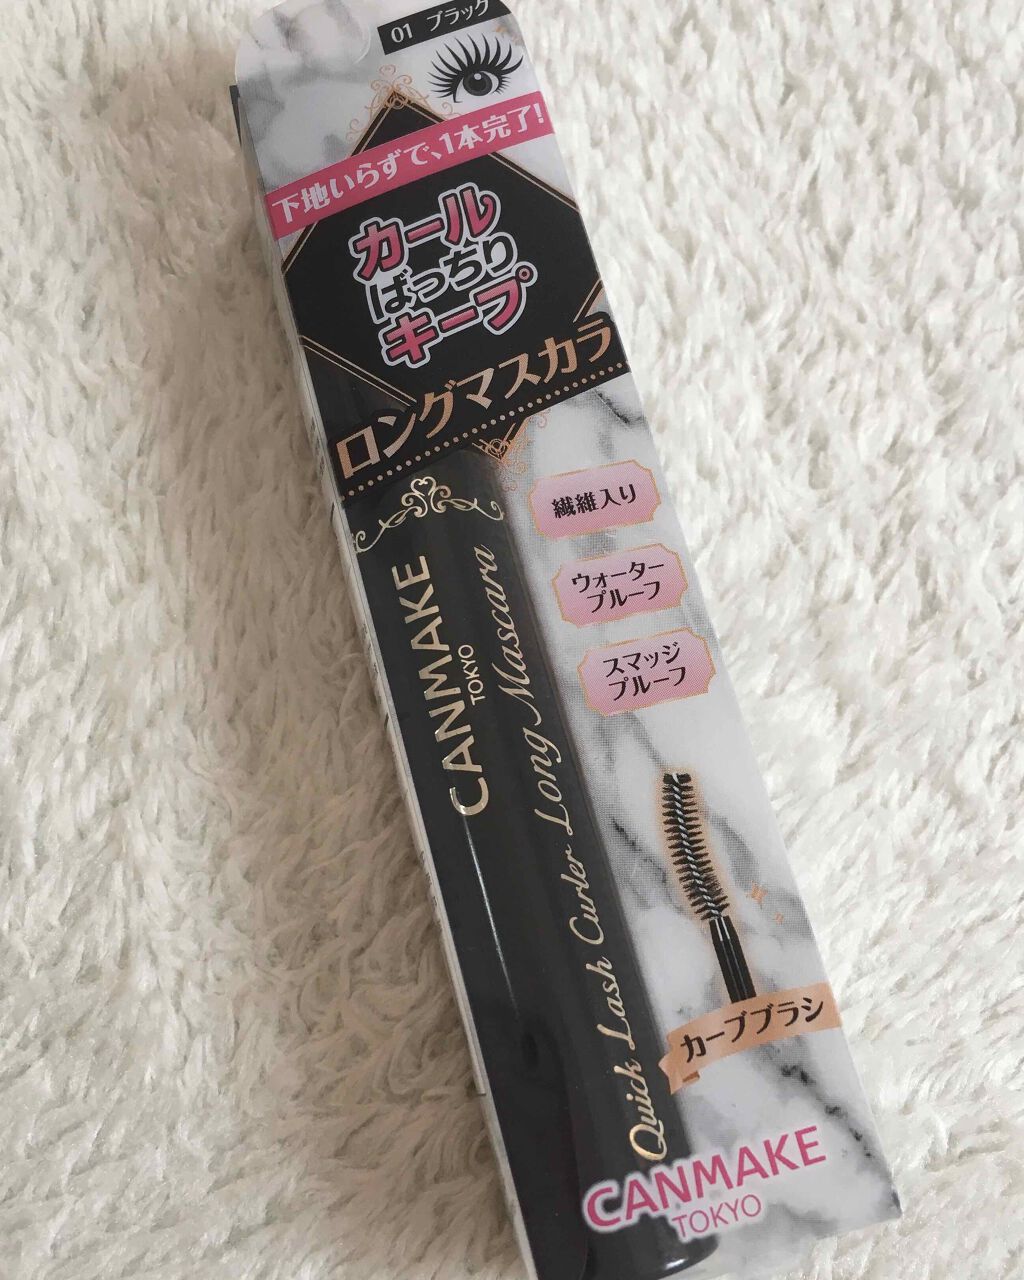 01 ブラック
下地いらずで、1本完了!
カール
ばっちり
キープ
ロングマスカラ
繊維入り
ウォーター
プルーフ
スマッジ
プルーフ
CANMAKE
TOKYO
Quick Lash Curler Long Mascara
カーブブラシ
CANMAKE
TOKYO